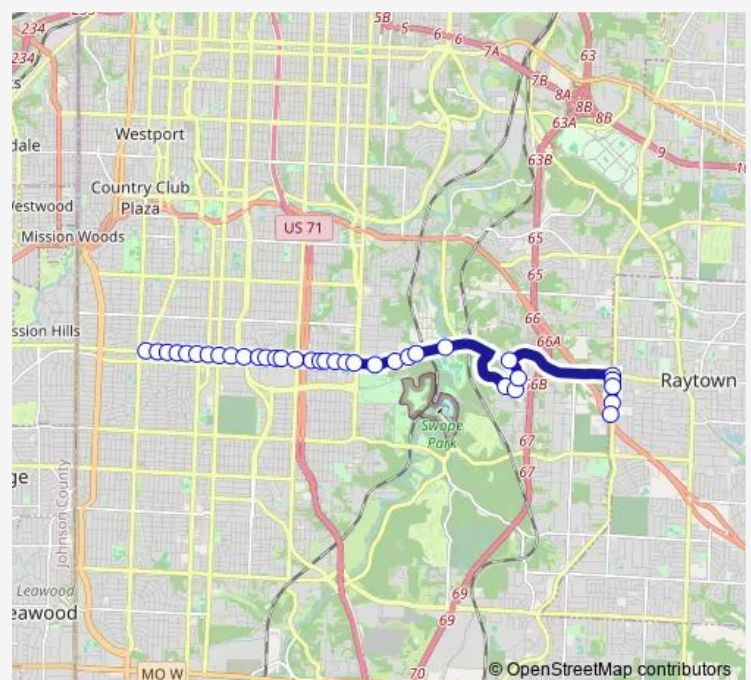 234
5B
5
6
6
7A
63
234
7B
8A
8B
8B
63A
ts
Westport
dale
9
63B
Country Club
Plaza
Westwood
US 71
Mission Woods
65
65
66
ssion Hills
66A
66B
Raytown
Swope
Park
67
67
ge
Johnson County
Leawood
eawood
69
69
70
MO W
© OpenStreetMap contributors